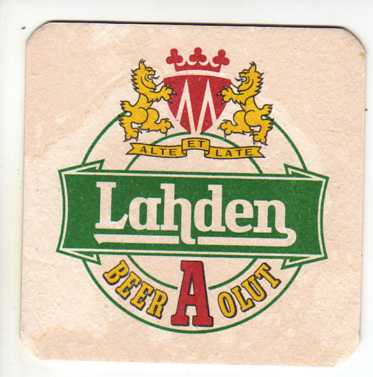 ALTE ET LATE
Lahden
BEER A OLUT